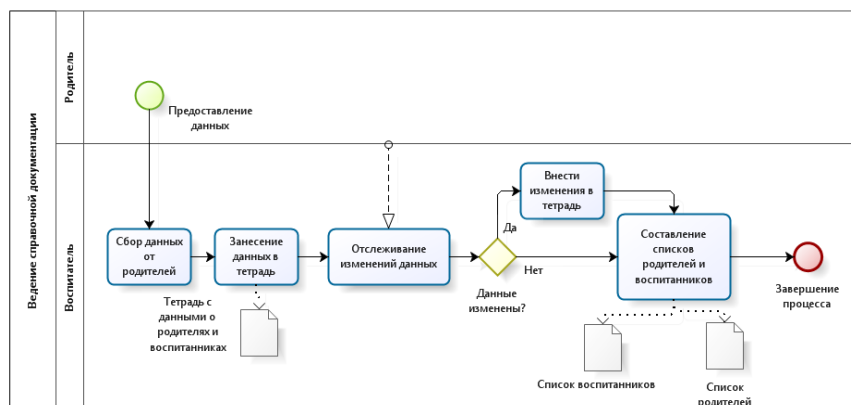 Ведение справочной документации
Родитель
Предоставление
данных
Воспитатель
Сбор данных
от
родителей
Занесение
данных в
тетрадь
Тетрадь с
данными о
родителях и
воспитанниках
Отслеживание
изменений данных
Данные
изменены?
Да
Нет
Внести
изменения в
тетрадь
Составление
списков
родителей и
воспитанников
Список воспитанников
Список
родителей
Завершение
процесса